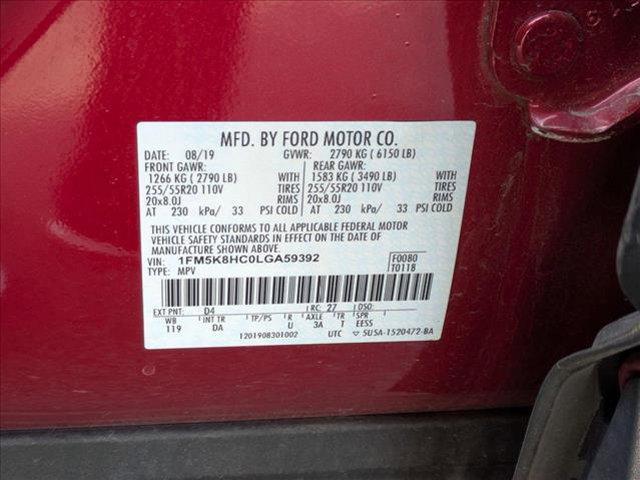 MFD. BY FORD MOTOR CO.
DATE: 08/19 GVWR: 2790 KG ( 6150 LB)
FRONT GAWR: REAR GAWR:
1266 KG ( 2790 LB) WITH 1583 KG ( 3490 LB) WITH
255/55R20 110V TIRES 255/55R20 110V TIRES
20x8.0J RIMS 20x8.0J RIMS
AT 230 kPa/ 33 PSI COLD AT 230 kPa/ 33 PSI COLD
THIS VEHICLE CONFORMS TO ALL APPLICABLE FEDERAL MOTOR
VEHICLE SAFETY AND THEFT PREVENTION STANDARDS IN
EFFECT ON THE DATE OF
MANUFACTURE SHOWN ABOVE.
VIN: 1FM5K8HC0LGA59392 F0080
TYPE: MPV T0118
EXT PNT: D4 RC: 27 DSO:
WB INT TR TP/PS R AXLE TR SPR
119 DA U 3A T EESS
1201908301002 UTC 5U5A-1520472-BA